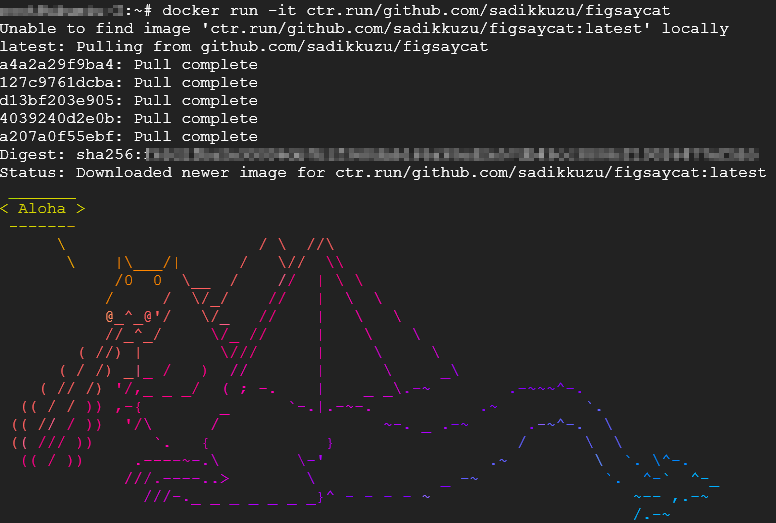 :~# docker run -it ctr.run/github.com/sadikkuzu/figsaycat
Unable to find image 'ctr.run/github.com/sadikkuzu/figsaycat:latest' locally
latest: Pulling from github.com/sadikkuzu/figsaycat
a4a2a29f9ba4: Pull complete
127c9761dcba: Pull complete
d13bf203e905: Pull complete
4039240d2e0b: Pull complete
a207a0f55ebf: Pull complete
Digest: sha256:
Status: Downloaded newer image for ctr.run/github.com/sadikkuzu/figsaycat:latest
< Aloha >